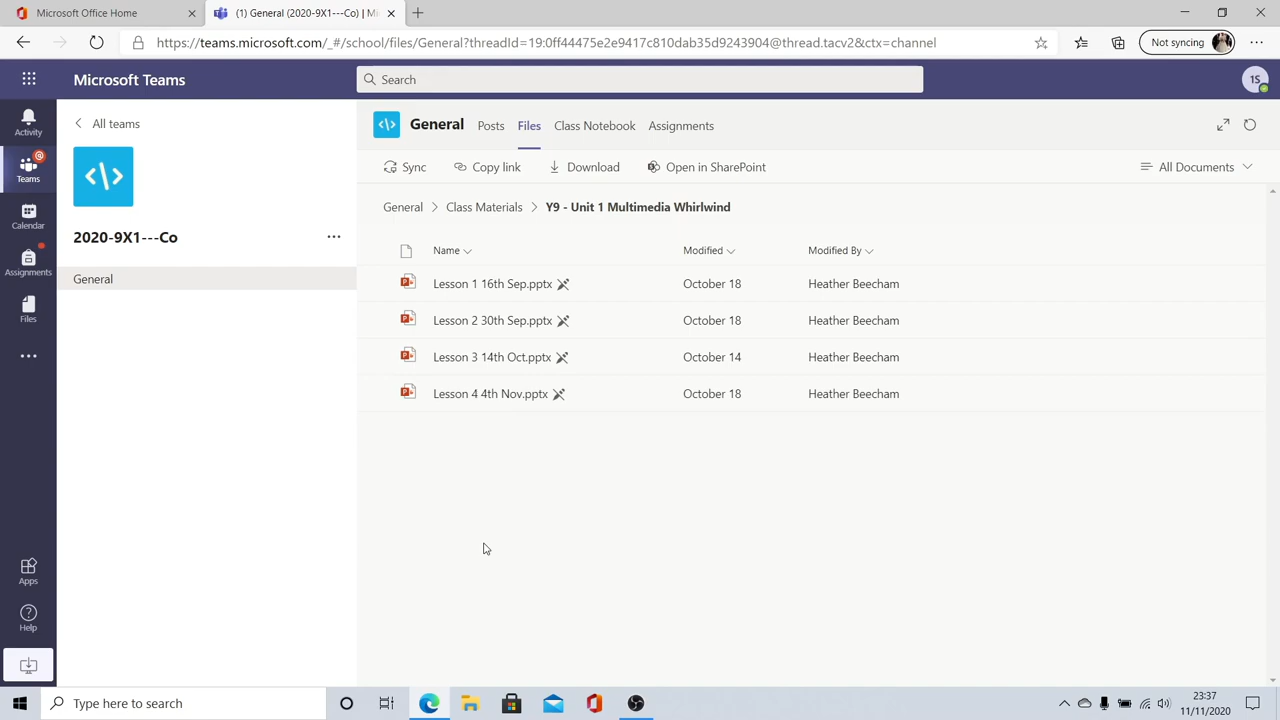 Microsoft Office Home
(1) General (2020-9X1---Co) | Mi
https://teams.microsoft.com/_#/school/files/General?threadId=19:0ff44475e2e9417c810dab35d9243904@thread.tacv2&ctx=channel
Not syncing
Microsoft Teams
Search
1S
Activity
Teams
Calendar
Assignments
Files
Apps
Help
All teams
2020-9X1---Co
General
General Posts Files Class Notebook Assignments
Sync Copy link Download Open in SharePoint All Documents
General > Class Materials > Y9 - Unit 1 Multimedia Whirlwind
Name Modified Modified By
Lesson 1 16th Sep.pptx October 18 Heather Beecham
Lesson 2 30th Sep.pptx October 18 Heather Beecham
Lesson 3 14th Oct.pptx October 14 Heather Beecham
Lesson 4 4th Nov.pptx October 18 Heather Beecham
Type here to search
23:37
11/11/2020